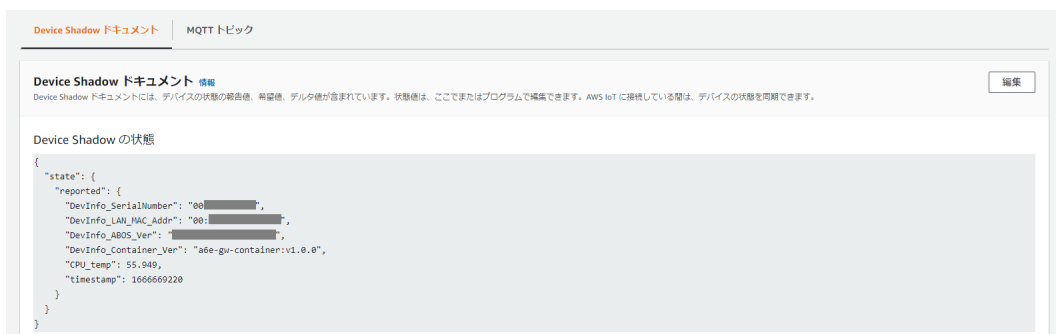 Device Shadow ドキュメント
MQTT トピック
Device Shadow ドキュメント 情報
編集
Device Shadow ドキュメントには、デバイスの状態の報告値、希望値、デルタ値が含まれています。状態値は、ここでまたはプログラムで編集できます。AWS IoT に接続している間は、デバイスの状態を同期できます。
Device Shadow の状態
{
"state": {
"reported": {
"DevInfo_SerialNumber": "00",
"DevInfo_LAN_MAC_Addr": "00:",
"DevInfo_ABOS_Ver": "",
"DevInfo_Container_Ver": "a6e-gw-container:v1.0.0",
"CPU_temp": 55.949,
"timestamp": 1666669220
}
}
}